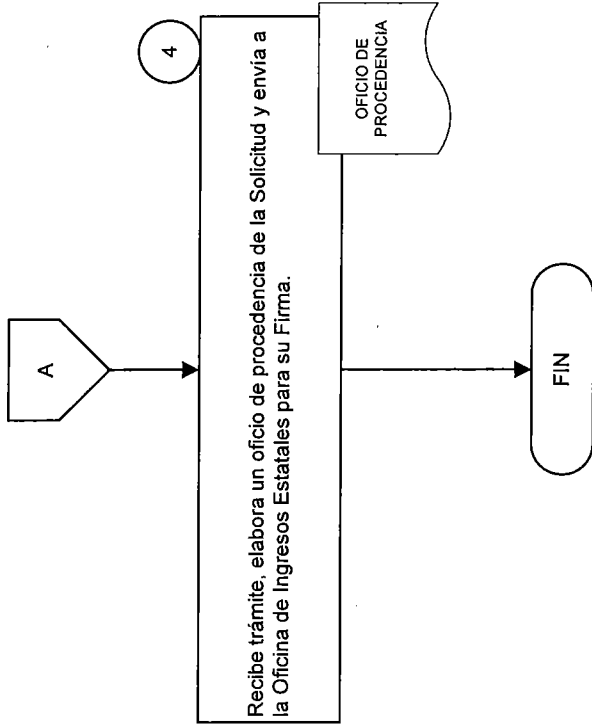 A
4
Recibe trámite, elabora un oficio de procedencia de la Solicitud y envía a
la Oficina de Ingresos Estatales para su Firma.
OFICIO DE
PROCEDENCIA
FIN